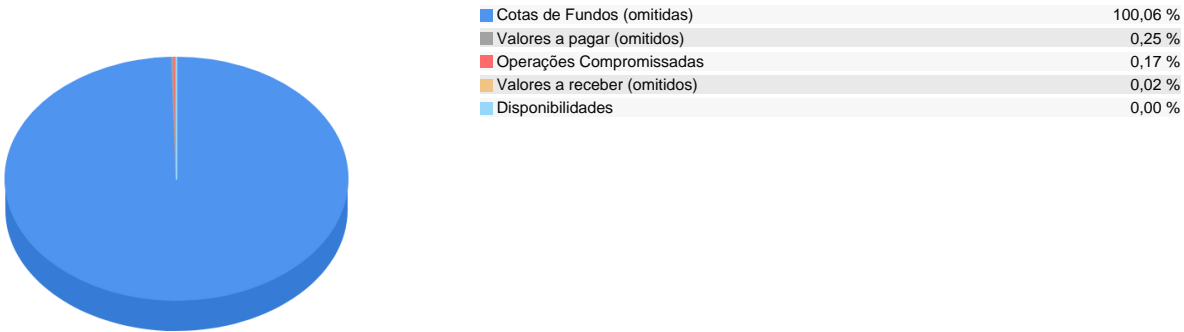 Cotas de Fundos (omitidas) 100,06 %
Valores a pagar (omitidos) 0,25 %
Operações Compromissadas 0,17 %
Valores a receber (omitidos) 0,02 %
Disponibilidades 0,00 %